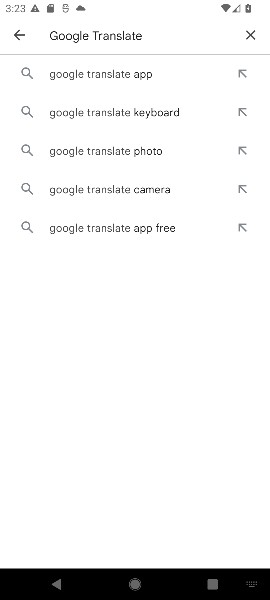 3:23
Google Translate
google translate app
google translate keyboard
google translate photo
google translate camera
google translate app free